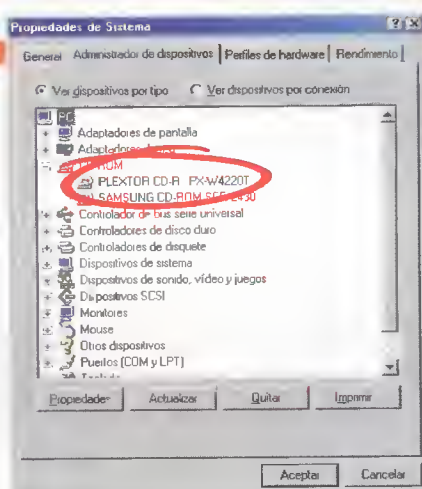 Propiedades de Sistema
General Administrador de dispositivos Perfiles de hardware Rendimiento
Ver dispositivos por tipo Ver dispositivos por conexión
PC
Adaptadores de pantalla
Adaptadores
CD-ROM
PLEXTOR CD-R PX-W4220T
SAMSUNG CD-ROM
Controlador de bus serie universal
Controladores de disco duro
Controladores de disquete
Dispositivos de sistema
Dispositivos de sonido, vídeo y juegos
Dispositivos SCSI
Monitores
Mouse
Otros dispositivos
Puertos (COM y LPT)
Propiedades Actualizar Quitar Imprimir
Aceptar Cancelar